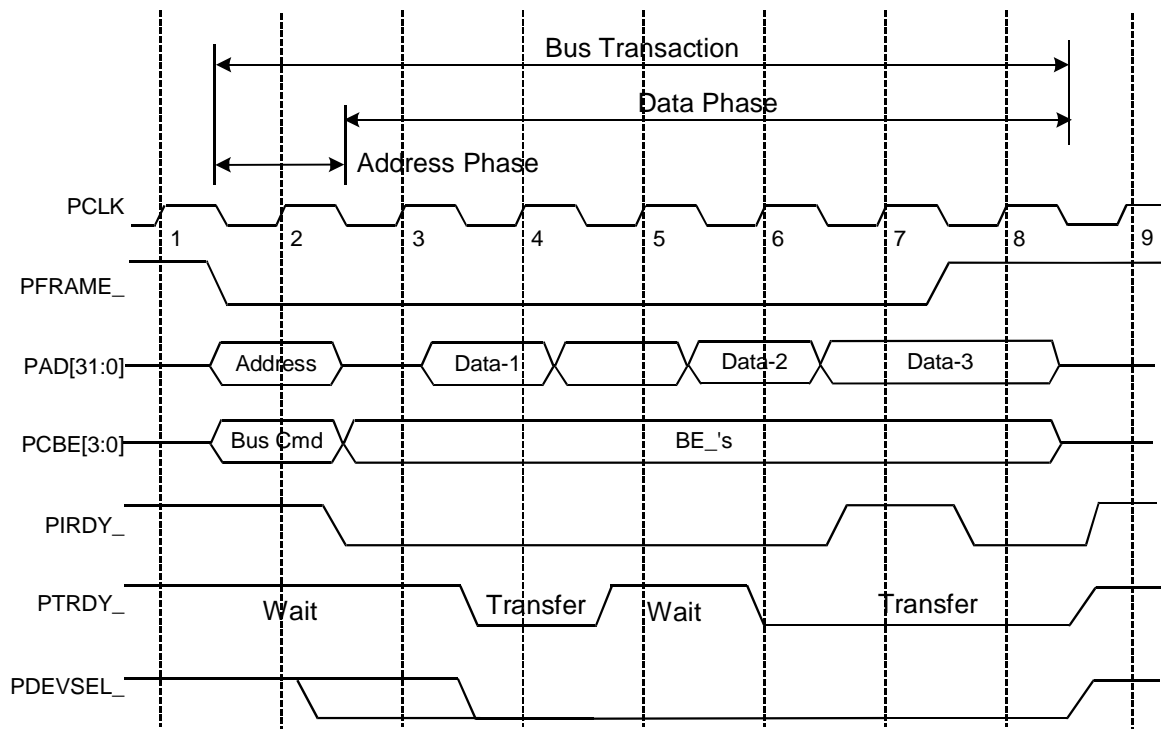 Bus Transaction
Data Phase
Address Phase
PCLK
1 2 3 4 5 6 7 8 9
PFRAME_
PAD[31:0] Address Data-1 Data-2 Data-3
PCBE[3:0] Bus Cmd BE_'s
PIRDY_
PTRDY_ Wait Transfer Wait Transfer
PDEVSEL_